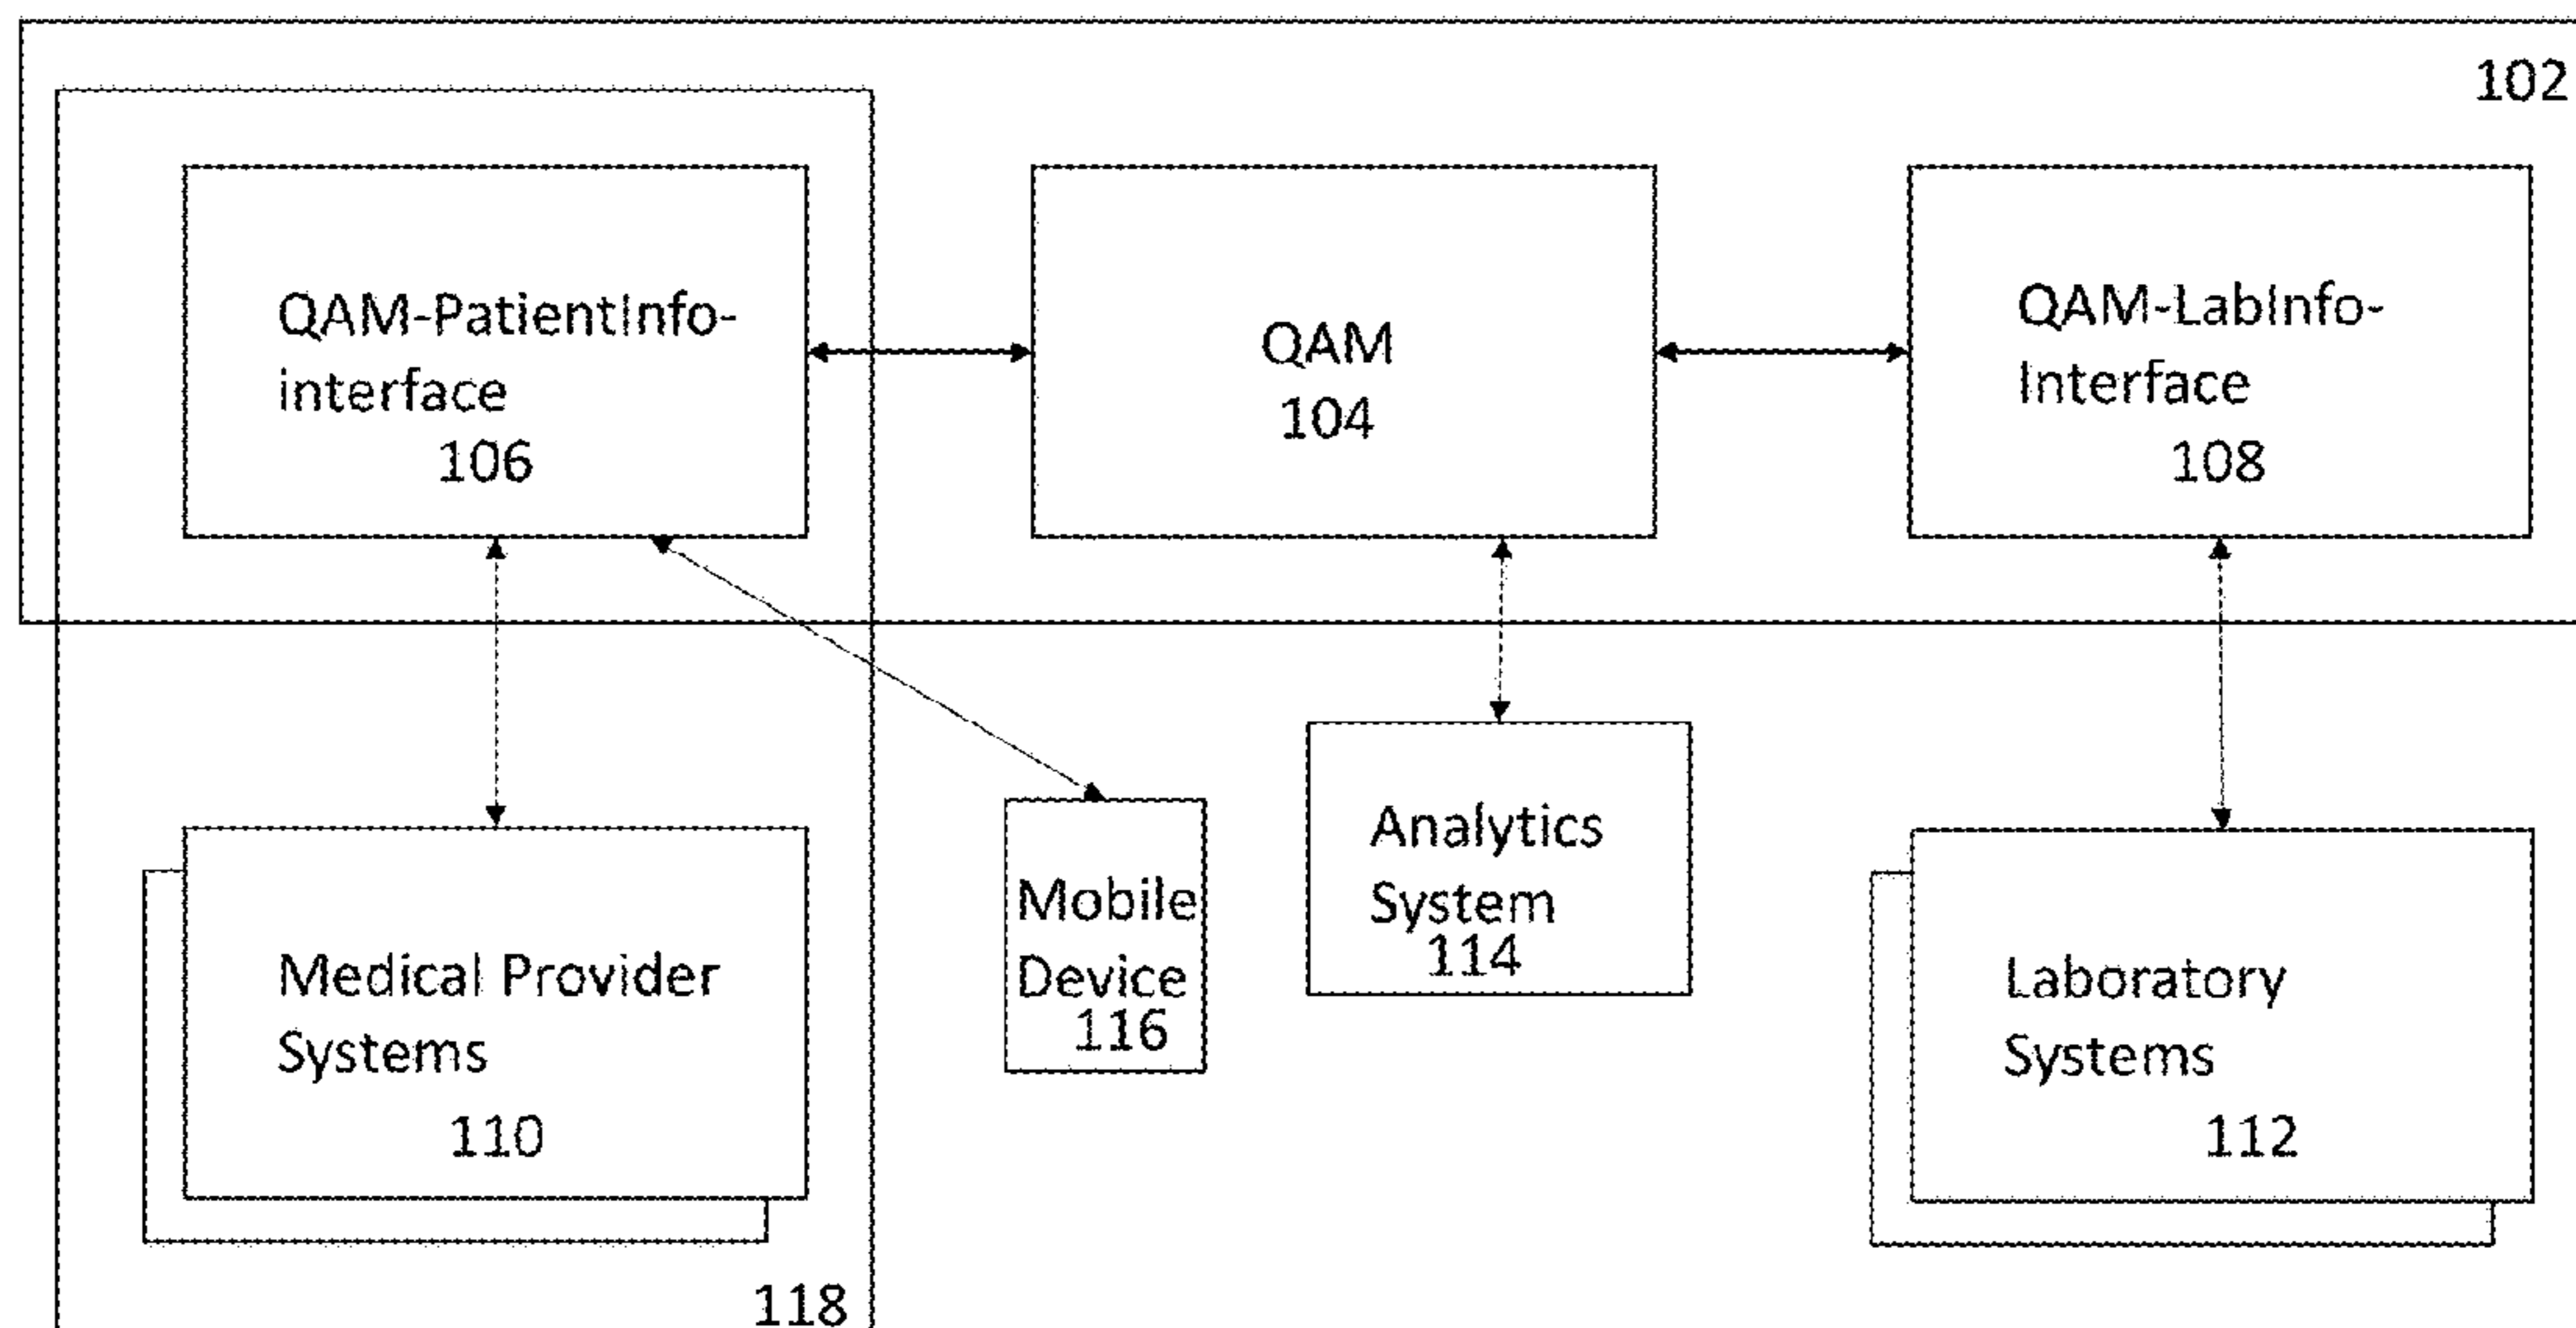 102
QAM-PatientInfo-
interface
106
QAM
104
QAM-LabInfo-
Interface
108
Medical Provider
Systems
110
Mobile
Device
116
Analytics
System
114
Laboratory
Systems
112
118